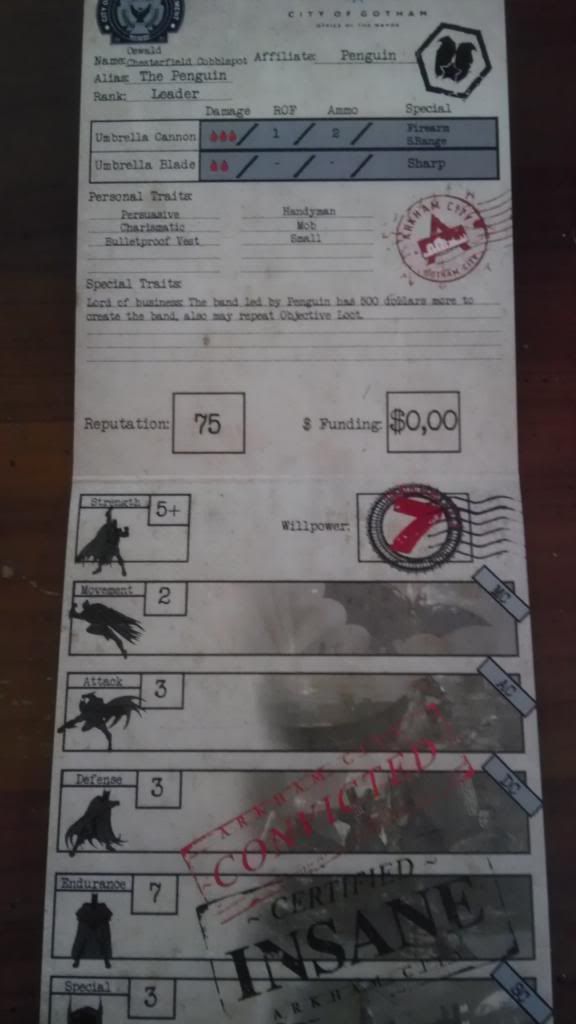 CITY OF GOTHAM
OFFICE OF THE MAYOR
Name: Oswald Chesterfield Cobblepot Affiliate: Penguin
Alias: The Penguin
Rank: Leader
Damage ROF Ammo Special
Umbrella Cannon / 1 / 2 / Firearm S.Range
Umbrella Blade / - / - / Sharp
Personal Traits:
Persuasive Handyman
Charismatic Mob
Bulletproof Vest Small
ARKHAM CITY
GOTHAM CITY
Special Traits:
Lord of business: The band led by Penguin has 500 dollars more to
create the band, also may repeat Objective Loot.
Reputation: 75 $ Funding: $0,00
Strength 5+ Willpower: 7
Movement 2 MC
Attack 3 AC
Defense 3 DC
ARKHAM CITY
CONVICTED
Endurance 7
~ CERTIFIED ~
INSANE
ARKHAM CITY
Special 3 SC